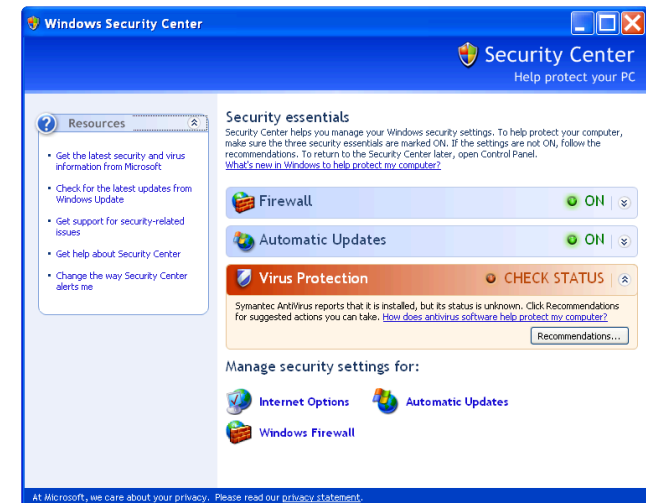 Windows Security Center
Security Center
Help protect your PC
Resources
Get the latest security and virus
information from Microsoft
Check for the latest updates from
Windows Update
Get support for security-related
issues
Get help about Security Center
Change the way Security Center
alerts me
Security essentials
Security Center helps you manage your Windows security settings. To help protect your computer,
make sure the three security essentials are marked ON. If the settings are not ON, follow the
recommendations. To return to the Security Center later, open Control Panel.
What's new in Windows to help protect my computer?
Firewall ON
Automatic Updates ON
Virus Protection CHECK STATUS
Symantec AntiVirus reports that it is installed, but its status is unknown. Click Recommendations
for suggested actions you can take. How does antivirus software help protect my computer?
Recommendations...
Manage security settings for:
Internet Options Automatic Updates
Windows Firewall
At Microsoft, we care about your privacy. Please read our privacy statement.